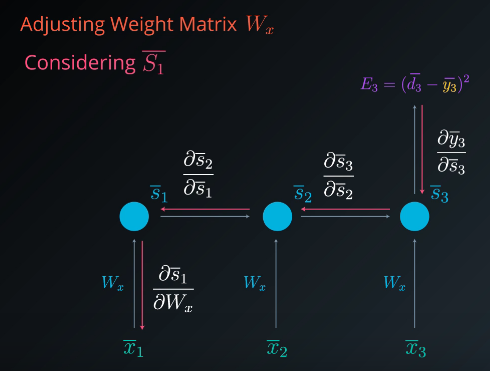 Adjusting Weight Matrix $W_x$
Considering $\overline{S_1}$
$E_3 = (\overline{d}_3 - \overline{y}_3)^2$
$\frac{\partial \overline{y}_3}{\partial \overline{s}_3}$
$\frac{\partial \overline{s}_2}{\partial \overline{s}_1}$ $\frac{\partial \overline{s}_3}{\partial \overline{s}_2}$
$\overline{s}_1$ $\overline{s}_2$ $\overline{s}_3$
$W_x$ $\frac{\partial \overline{s}_1}{\partial W_x}$ $W_x$ $W_x$
$\overline{x}_1$ $\overline{x}_2$ $\overline{x}_3$